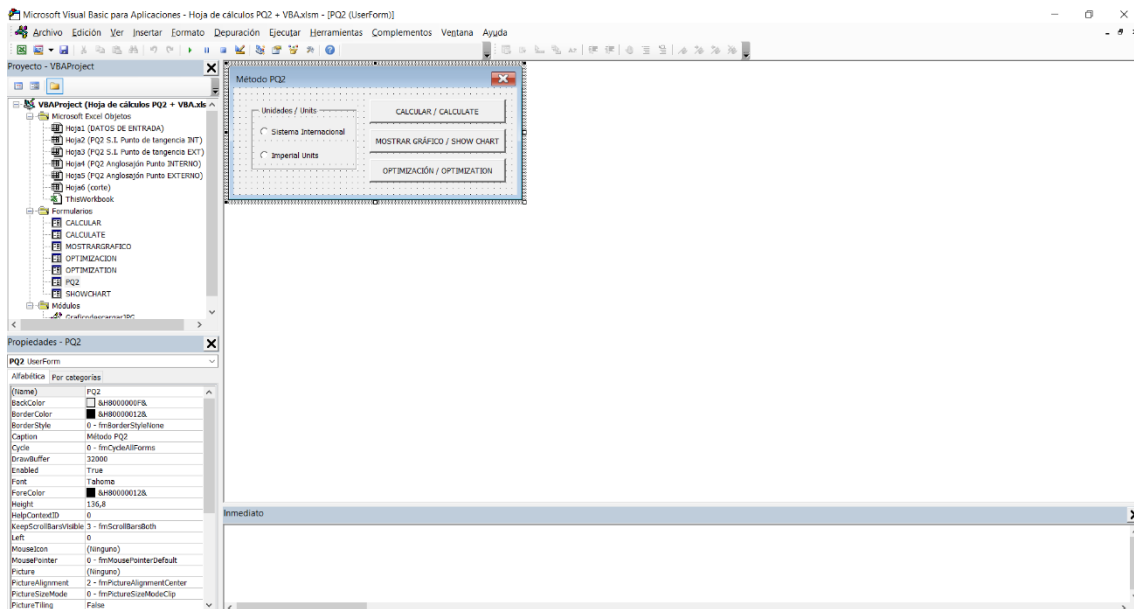 Microsoft Visual Basic para Aplicaciones - Hoja de cálculos PQ2 + VBA.xlsm - [PQ2 (UserForm)]
Archivo Edición Ver Insertar Formato Depuración Ejecutar Herramientas Complementos Ventana Ayuda
Proyecto - VBAProject
VBAProject (Hoja de cálculos PQ2 + VBA.xls
Microsoft Excel Objetos
Hoja1 (DATOS DE ENTRADA)
Hoja2 (PQ2 S.I. Punto de tangencia INT)
Hoja3 (PQ2 S.I. Punto de tangencia EXT)
Hoja4 (PQ2 Anglosajón Punto INTERNO)
Hoja5 (PQ2 Anglosajón Punto EXTERNO)
Hoja6 (corte)
ThisWorkbook
Formularios
CALCULAR
CALCULATE
MOSTRARGRAFICO
OPTIMIZACION
OPTIMIZATION
PQ2
SHOWCHART
Módulos
GraficodescargarJPG
Método PQ2
Unidades / Units
Sistema Internacional
Imperial Units
CALCULAR / CALCULATE
MOSTRAR GRÁFICO / SHOW CHART
OPTIMIZACIÓN / OPTIMIZATION
Propiedades - PQ2
PQ2 UserForm
Alfabética Por categorías
(Name) PQ2
BackColor &H8000000F&
BorderColor &H80000012&
BorderStyle 0 - fmBorderStyleNone
Caption Método PQ2
Cycle 0 - fmCycleAllForms
DrawBuffer 32000
Enabled True
Font Tahoma
ForeColor &H80000012&
Height 136,8
HelpContextID 0
KeepScrollBarsVisible 3 - fmScrollBarsBoth
Left 0
MouseIcon (Ninguno)
MousePointer 0 - fmMousePointerDefault
Picture (Ninguno)
PictureAlignment 2 - fmPictureAlignmentCenter
PictureSizeMode 0 - fmPictureSizeModeClip
PictureTiling False
Inmediato